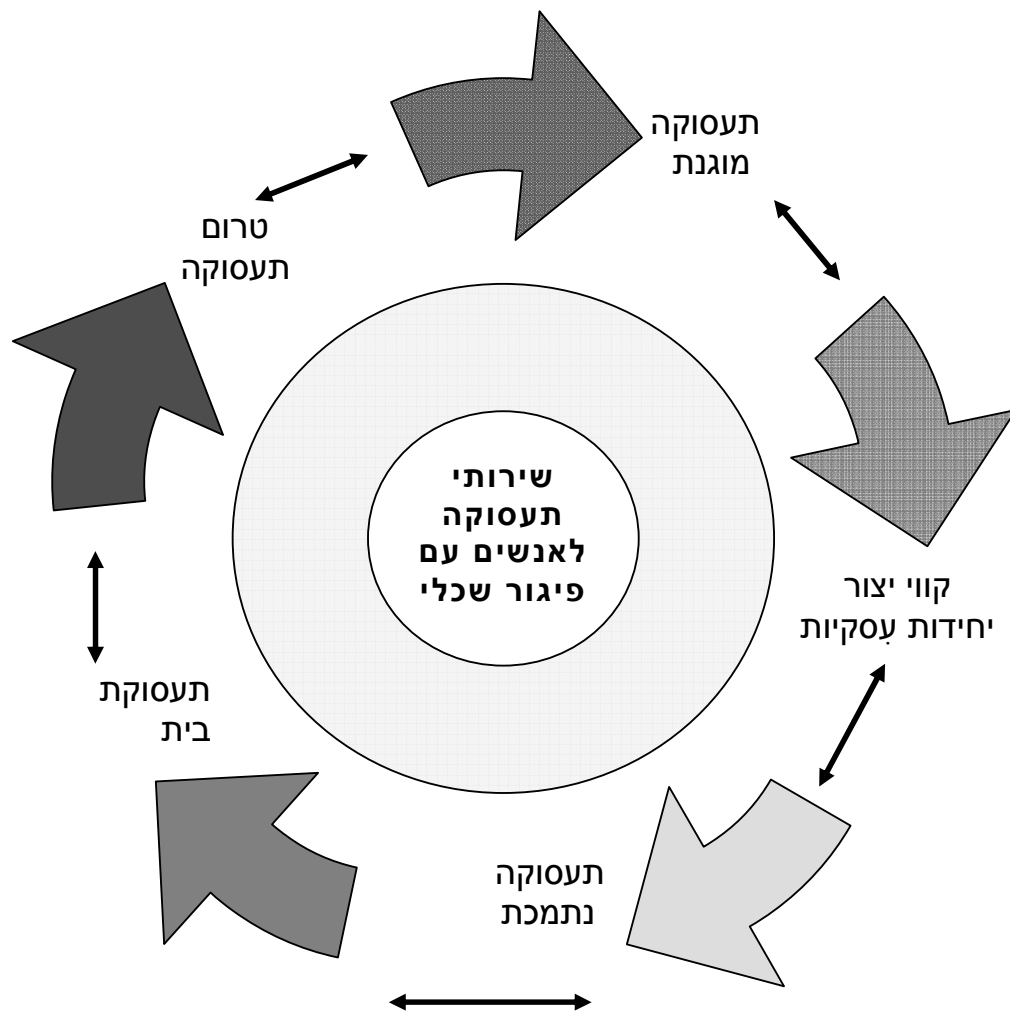 תעסוקה
מוגנת
טרום
תעסוקה
שירותי
תעסוקה
לאנשים עם
פיגור שכלי
קווי יצור
יחידות עִסקיות
תעסוקת
בית
תעסוקה
נתמכת